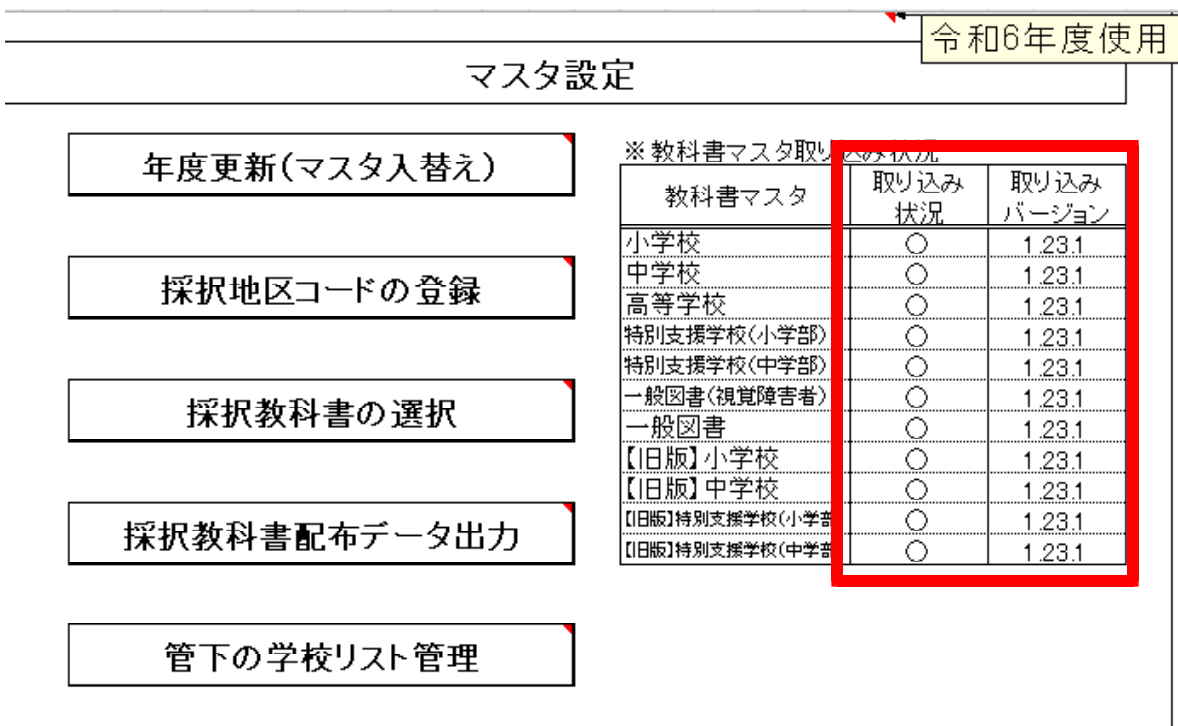 令和6年度使用
マスタ設定
年度更新(マスタ入替え)
採択地区コードの登録
採択教科書の選択
採択教科書配布データ出力
管下の学校リスト管理
※教科書マスタ取り込み状況
教科書マスタ 取り込み状況 取り込みバージョン
小学校 ○ 1.23.1
中学校 ○ 1.23.1
高等学校 ○ 1.23.1
特別支援学校(小学部) ○ 1.23.1
特別支援学校(中学部) ○ 1.23.1
一般図書(視覚障害者) ○ 1.23.1
一般図書 ○ 1.23.1
【旧版】小学校 ○ 1.23.1
【旧版】中学校 ○ 1.23.1
【旧版】特別支援学校(小学部 ○ 1.23.1
【旧版】特別支援学校(中学部 ○ 1.23.1